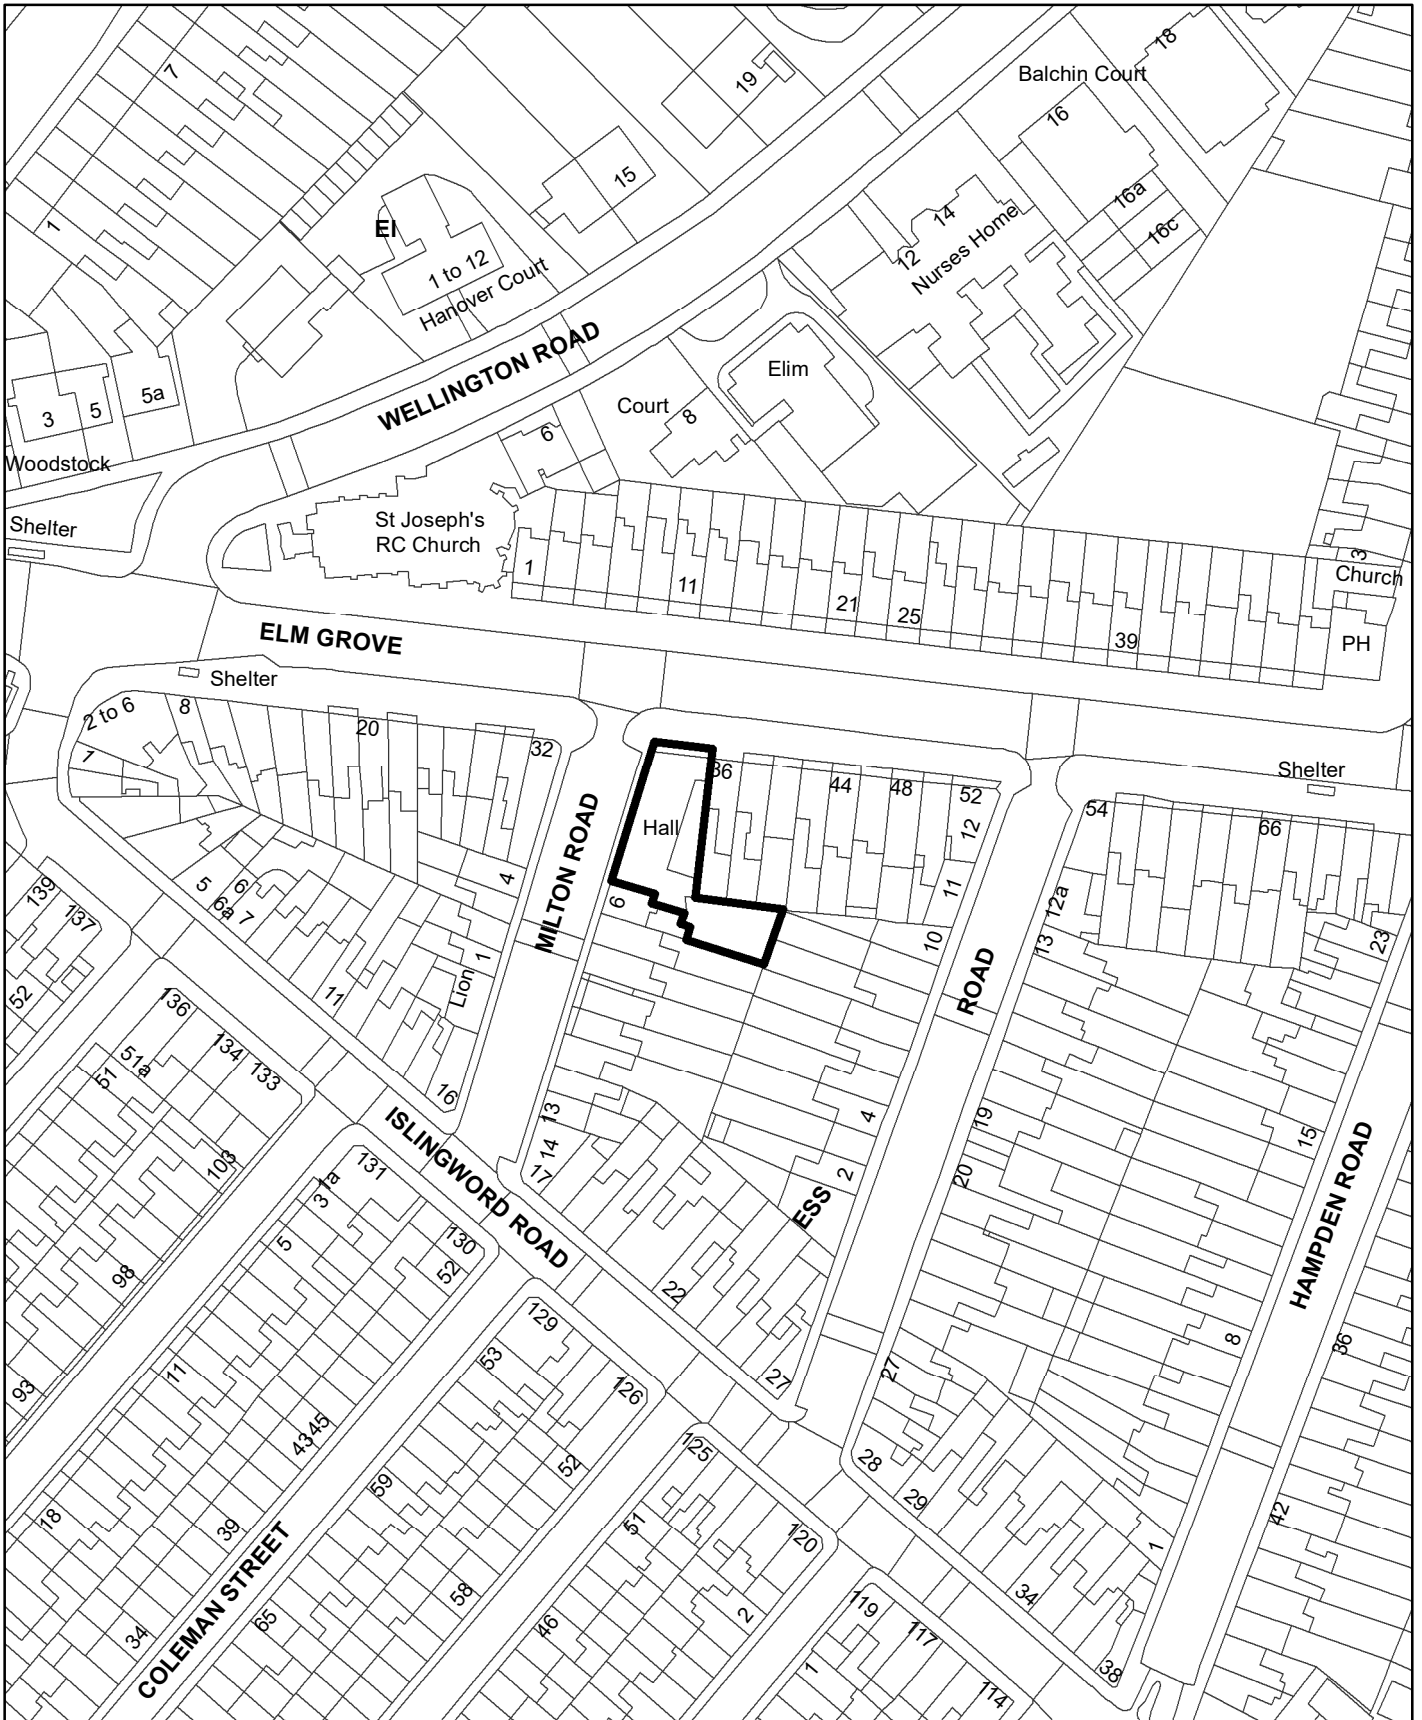 7
1
19
15
EI
1 to 12
Hanover Court
18
Balchin Court
16
16a
16c
14
12
Nurses Home
3
5
5a
WELLINGTON ROAD
Elim
Court
8
6
Woodstock
Shelter
St Joseph's
RC Church
1
11
21
25
39
3
Church
PH
ELM GROVE
Shelter
2 to 6
1
8
20
32
36
44
48
52
12
11
10
Shelter
54
66
Hall
MILTON ROAD
4
6
5
6
6a
7
11
Lion
1
16
139
137
52
12a
13
23
ROAD
136
134
133
51a
51
103
98
93
ISLINGWORD ROAD
13
14
17
4
2
ESS
19
20
15
HAMPDEN ROAD
8
36
131
1a
3
5
130
52
11
18
4345
39
34
COLEMAN STREET
22
27
27
28
29
34
38
1
42
129
53
126
52
59
58
65
125
51
120
46
2
119
117
114
1